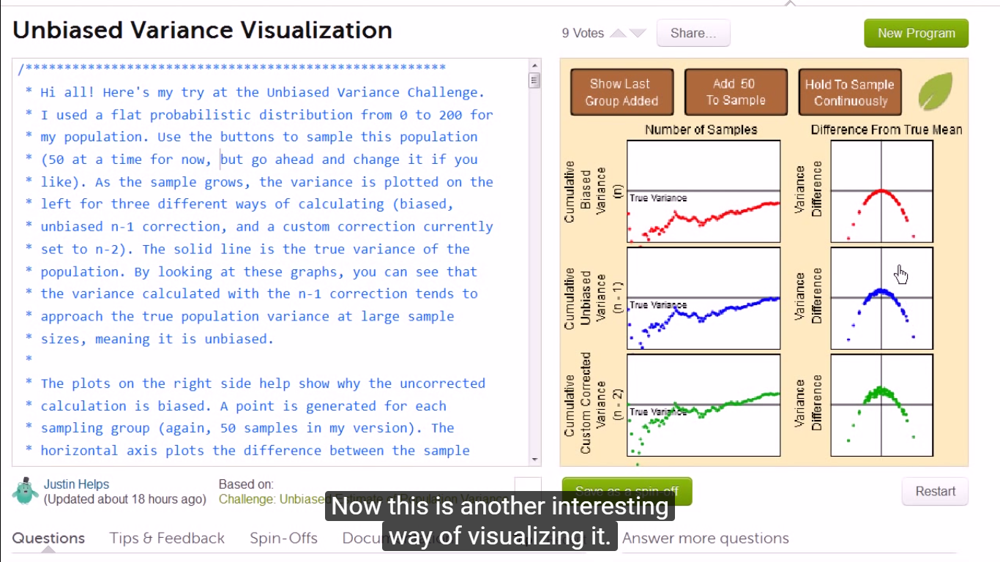 Unbiased Variance Visualization
9 Votes
Share...
New Program
/******************************************************
* Hi all! Here's my try at the Unbiased Variance Challenge.
* I used a flat probabilistic distribution from 0 to 200 for
* my population. Use the buttons to sample this population
* (50 at a time for now, but go ahead and change it if you
* like). As the sample grows, the variance is plotted on the
* left for three different ways of calculating (biased,
* unbiased n-1 correction, and a custom correction currently
* set to n-2). The solid line is the true variance of the
* population. By looking at these graphs, you can see that
* the variance calculated with the n-1 correction tends to
* approach the true population variance at large sample
* sizes, meaning it is unbiased.
*
* The plots on the right side help show why the uncorrected
* calculation is biased. A point is generated for each
* sampling group (again, 50 samples in my version). The
* horizontal axis plots the difference between the sample
Show Last
Group Added
Add 50
To Sample
Hold To Sample
Continuously
Number of Samples
Difference From True Mean
Cumulative
Biased
Variance
(n)
True Variance
Variance
Difference
Cumulative
Unbiased
Variance
(n - 1)
True Variance
Variance
Difference
Cumulative
Custom Corrected
Variance
(n - 2)
True Variance
Variance
Difference
Justin Helps
(Updated about 18 hours ago)
Based on:
Challenge: Unbiased Estimate of Population Variance
Save as a spin-off
Restart
Now this is another interesting
way of visualizing it.
Questions
Tips & Feedback
Spin-Offs
Answer more questions